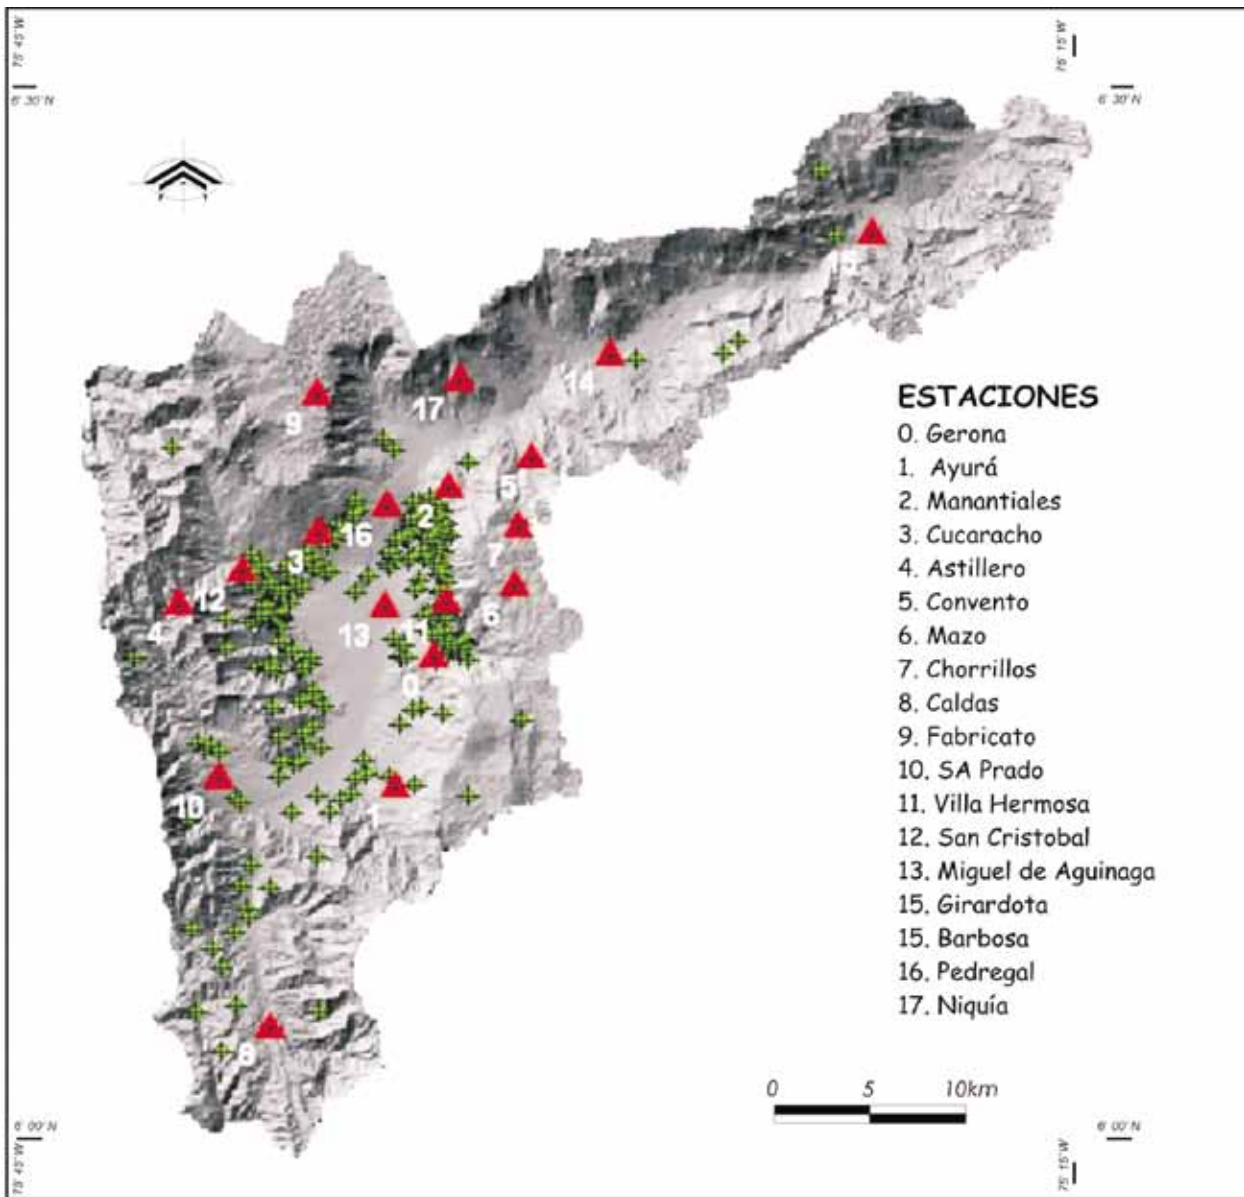 75° 45' W
75° 15' W
6° 30' N
6° 30' N
15
14
17
9
5
2
16
7
3
12
6
4
13
11
0
10
1
8
ESTACIONES
0. Gerona
1. Ayurá
2. Manantiales
3. Cucaracho
4. Astillero
5. Convento
6. Mazo
7. Chorrillos
8. Caldas
9. Fabricato
10. SA Prado
11. Villa Hermosa
12. San Cristobal
13. Miguel de Aguinaga
15. Girardota
15. Barbosa
16. Pedregal
17. Niquía
0 5 10km
6° 00' N
6° 00' N
75° 45' W
75° 15' W